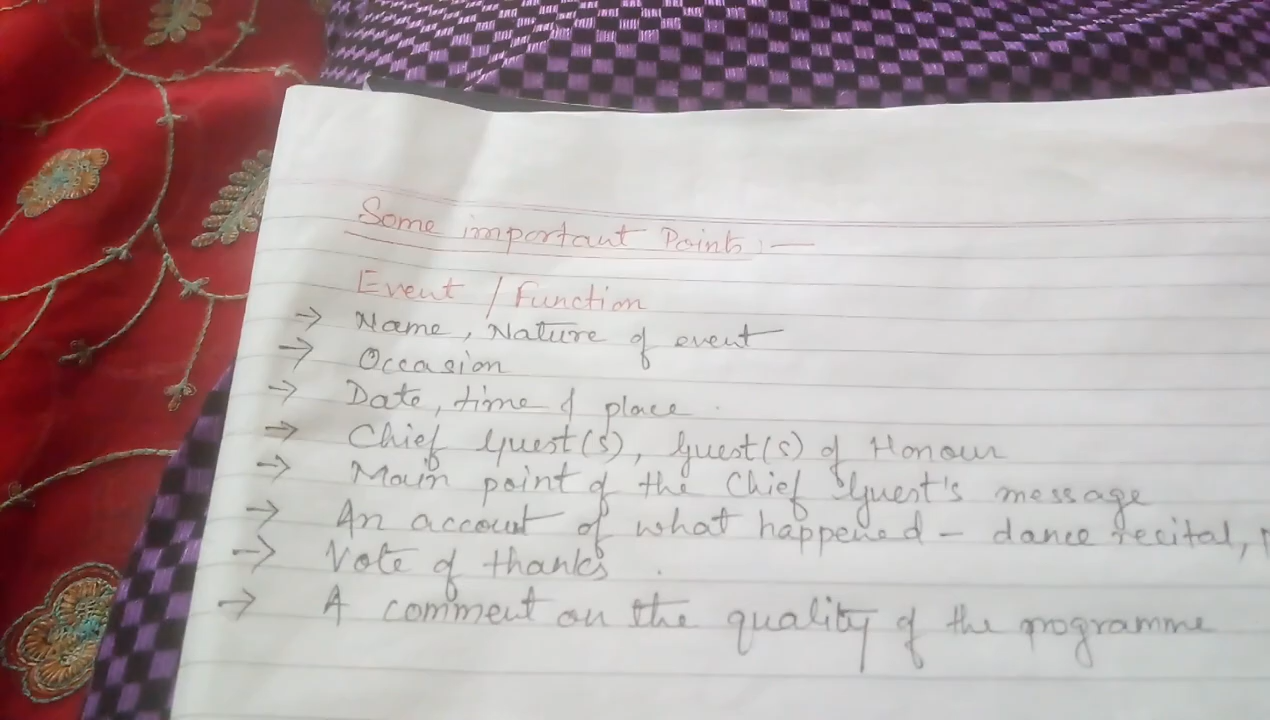 Some important Points :—
Event / Function
→ Name, Nature of event
→ Occasion
→ Date, time & place.
→ Chief Guest(s), Guest(s) of Honour
→ Main point of the Chief Guest's message
→ An account of what happened – dance recital,
→ Vote of thanks.
→ A comment on the quality of the programme